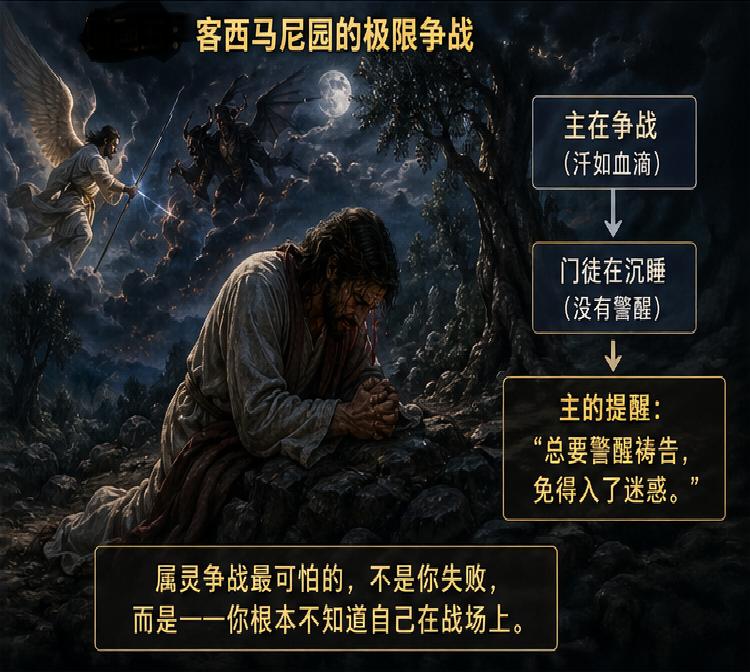 客西马尼园的极限争战
主在争战
（汗如血滴）
门徒在沉睡
（没有警醒）
主的提�：
“总要警醒祷告，
免得入了迷惑。”
属灵争战最可怕的，不是你失败，
而是一一你根本不知道自己在战场上。